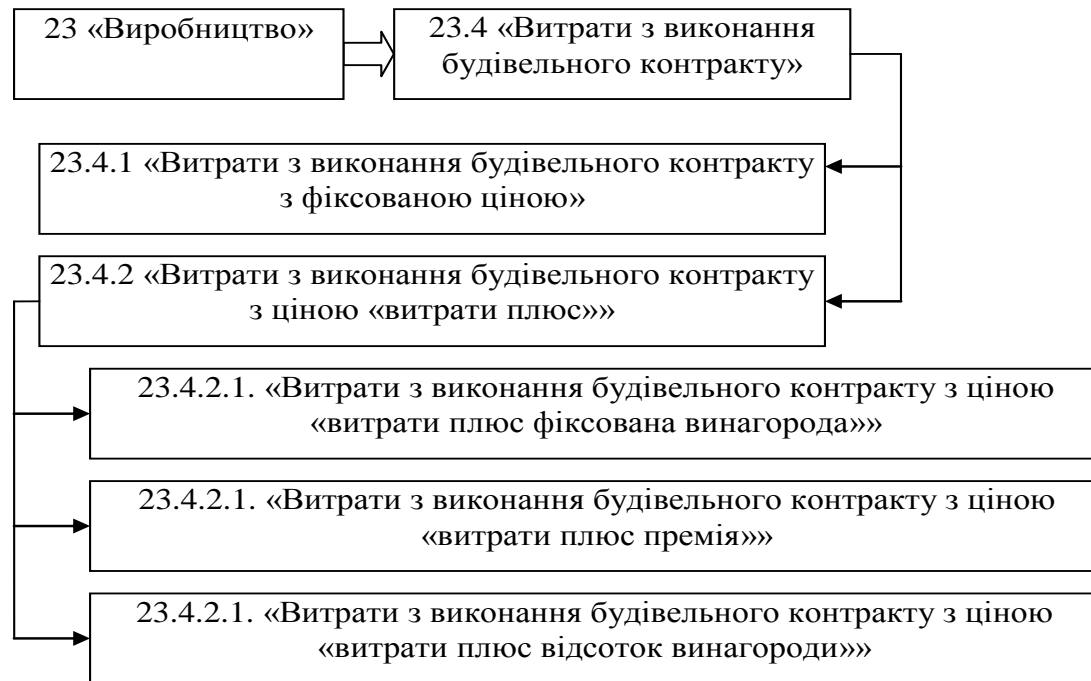 23 «Виробництво»
23.4 «Витрати з виконання
будівельного контракту»
23.4.1 «Витрати з виконання будівельного контракту
з фіксованою ціною»
23.4.2 «Витрати з виконання будівельного контракту
з ціною «витрати плюс»»
23.4.2.1. «Витрати з виконання будівельного контракту з ціною
«витрати плюс фіксована винагорода»»
23.4.2.1. «Витрати з виконання будівельного контракту з ціною
«витрати плюс премія»»
23.4.2.1. «Витрати з виконання будівельного контракту з ціною
«витрати плюс відсоток винагороди»»